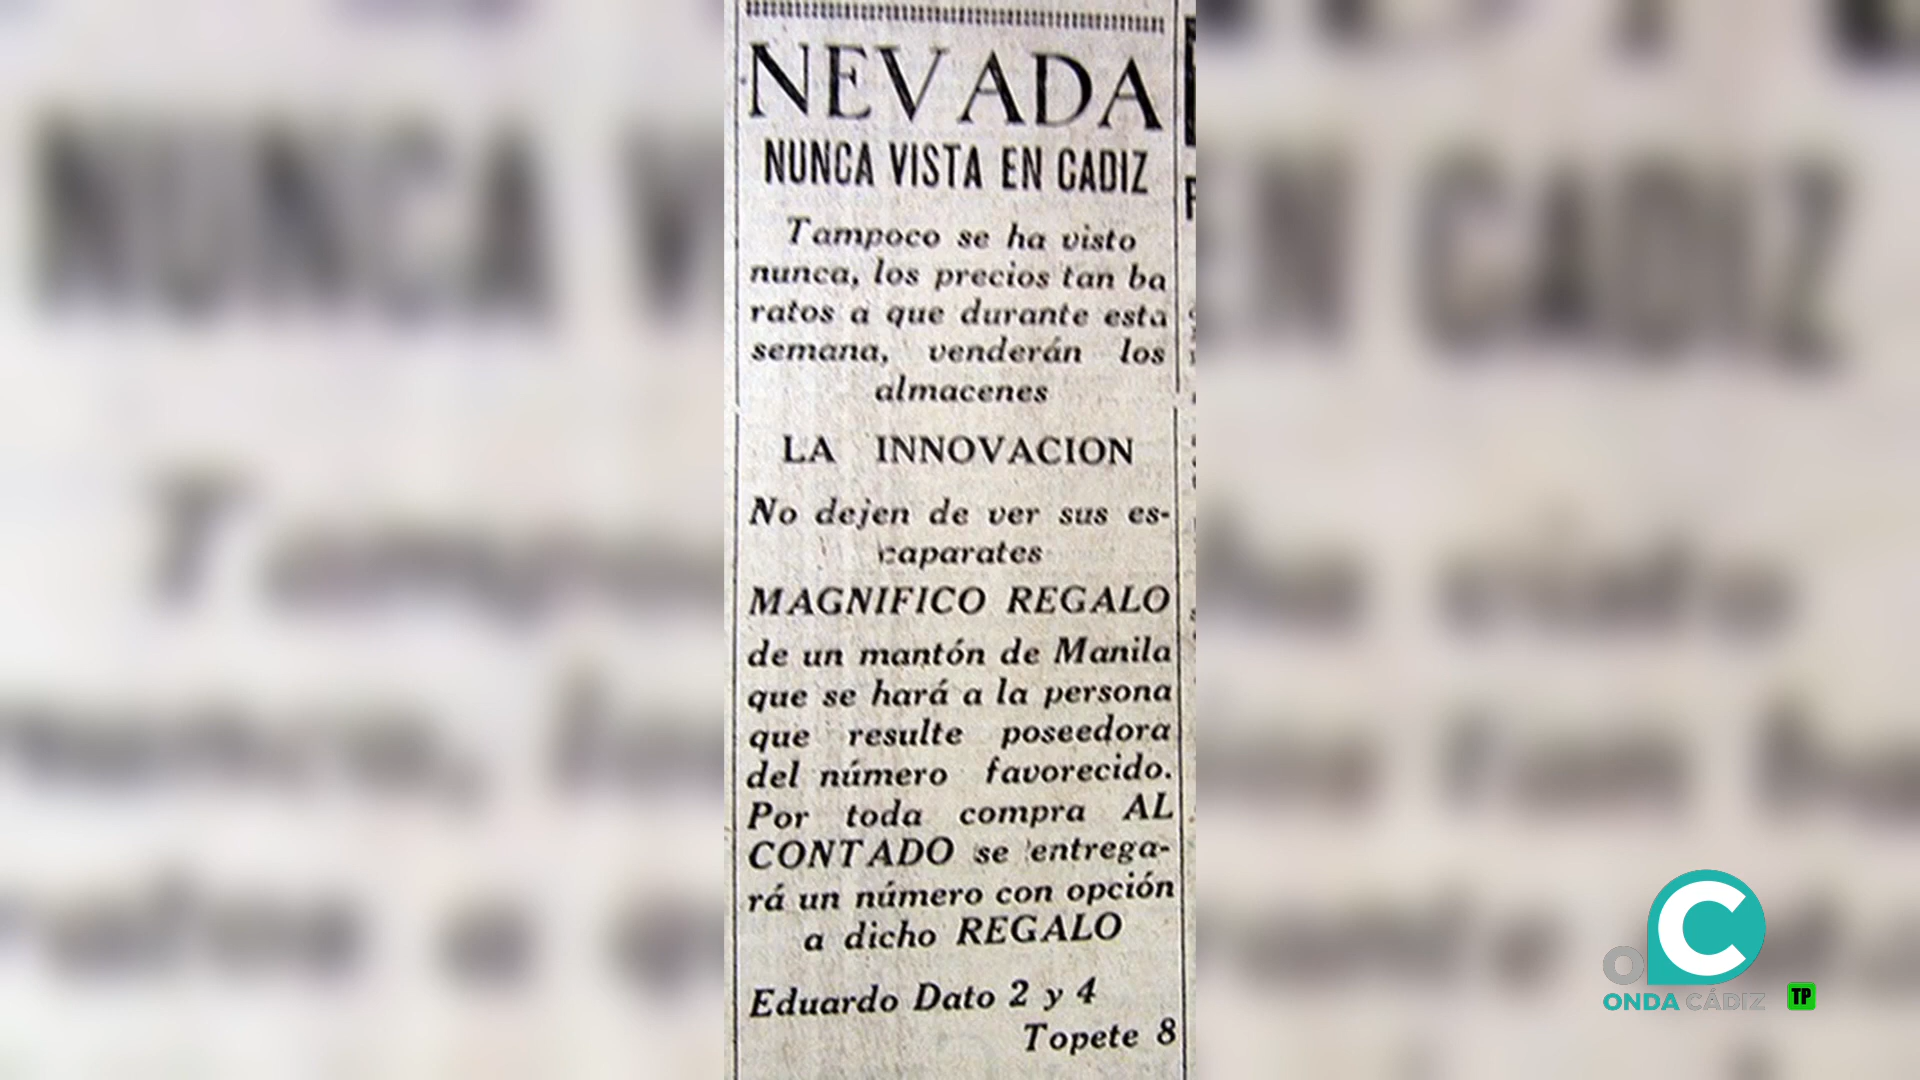 NEVADA
NUNCA VISTA EN CADIZ
Tampoco se ha visto
nunca, los precios tan ba
ratos a que durante esta
semana, venderán los
almacenes
LA INNOVACION
No dejen de ver sus es-
caparates
MAGNIFICO REGALO
de un mantón de Manila
que se hará a la persona
que resulte poseedora
del número favorecido.
Por toda compra AL
CONTADO se entrega-
rá un número con opción
a dicho REGALO
Eduardo Dato 2 y 4
Topete 8
OC
ONDA CÁDIZ TP